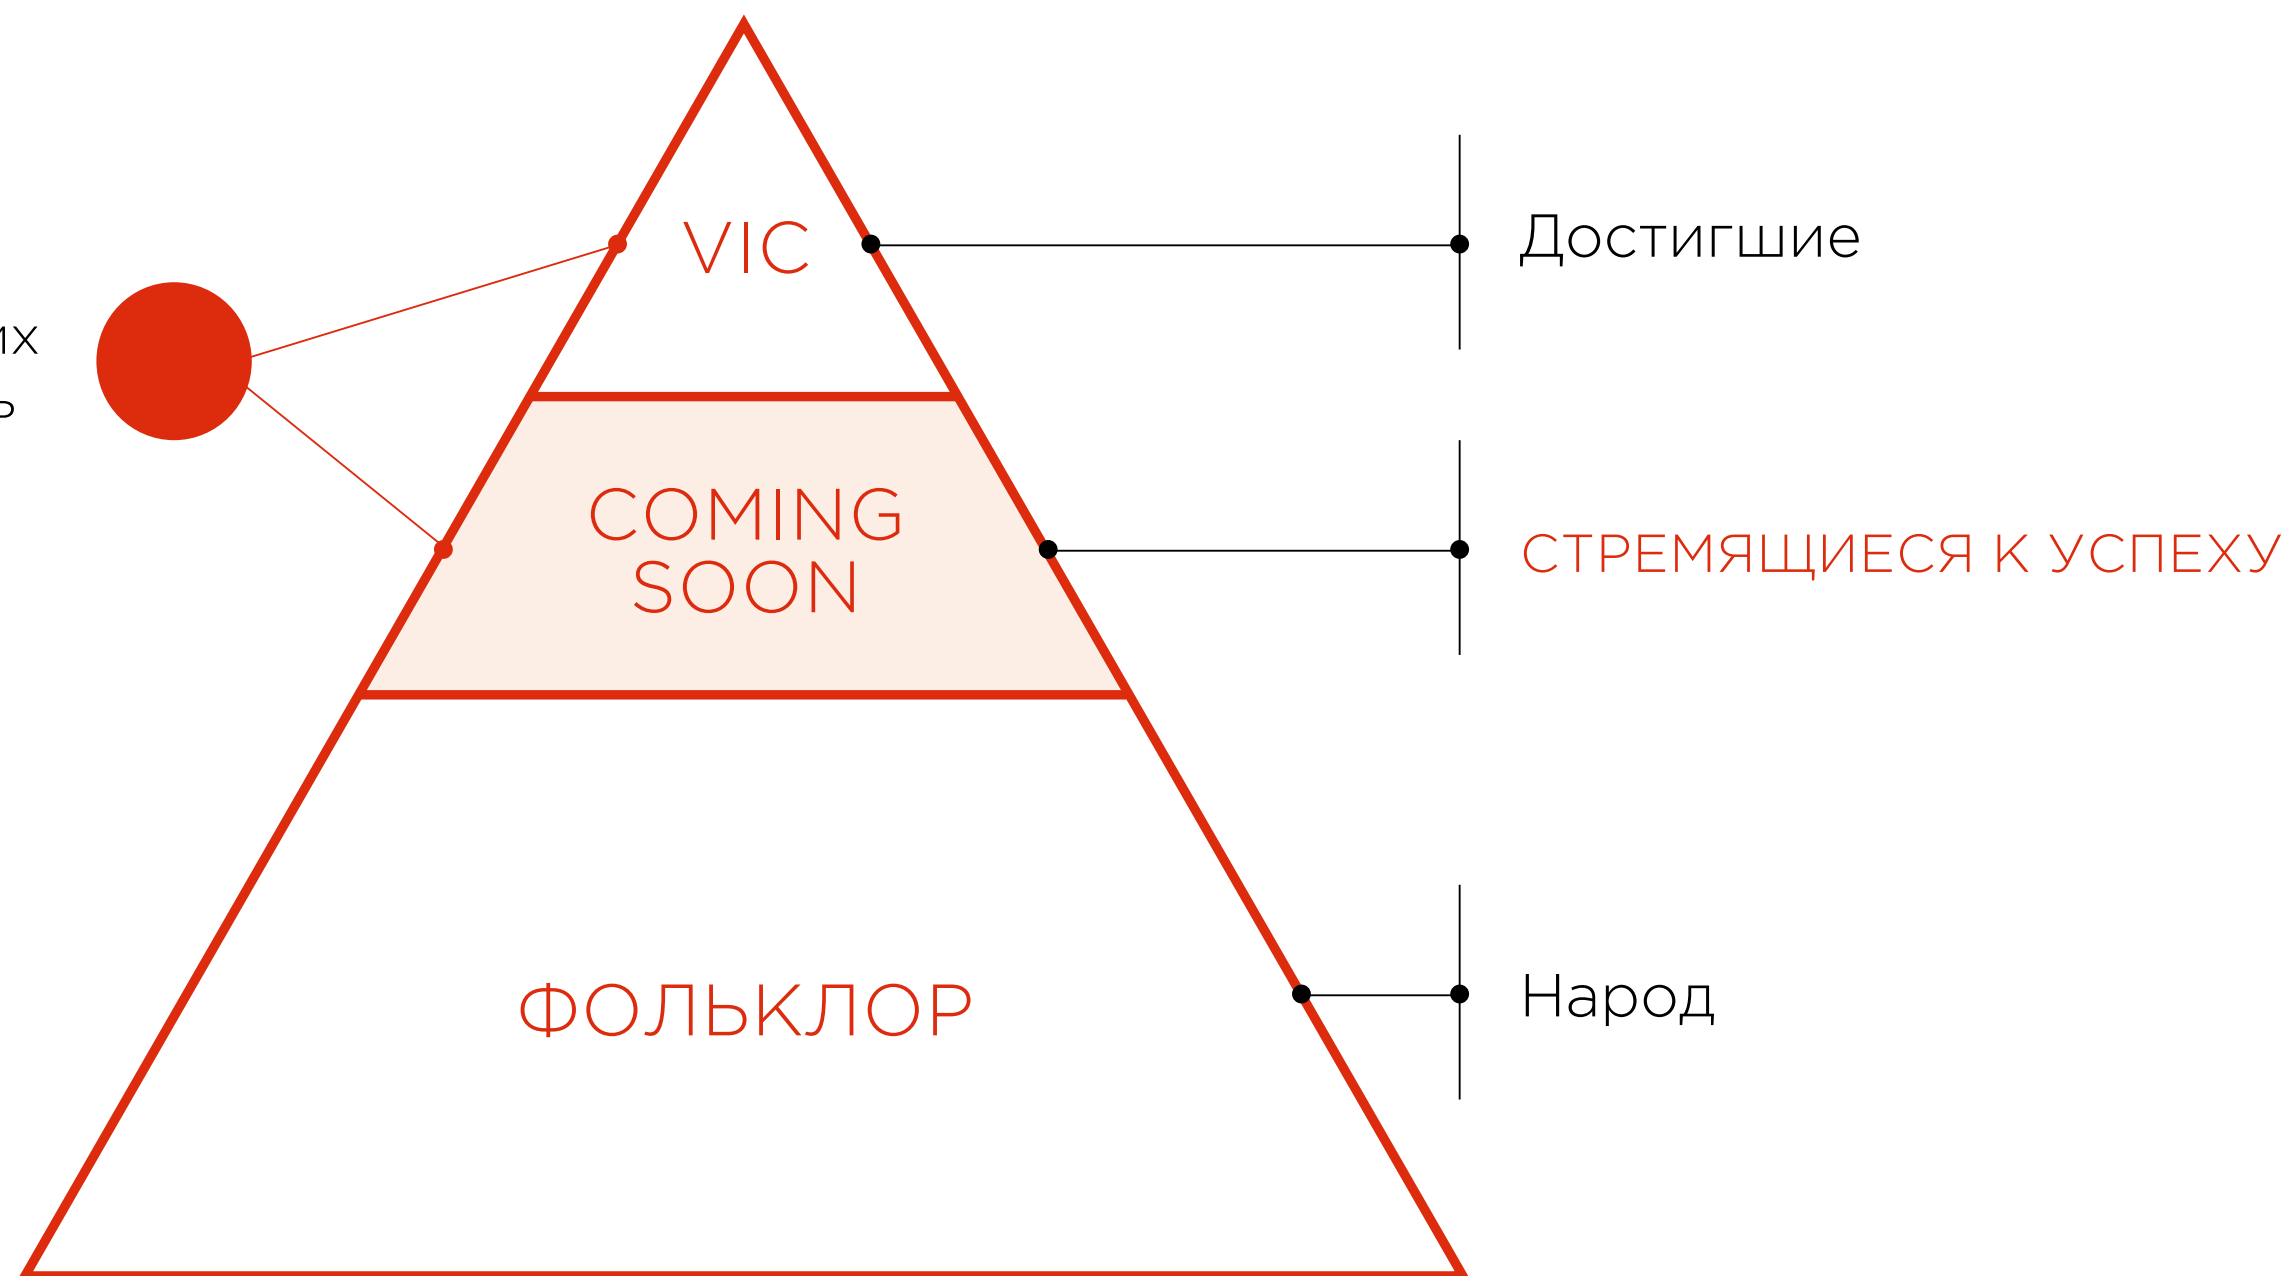 VIC
Достигшие
COMING
SOON
СТРЕМЯЩИЕСЯ К УСПЕХУ
ФОЛЬКЛОР
Народ